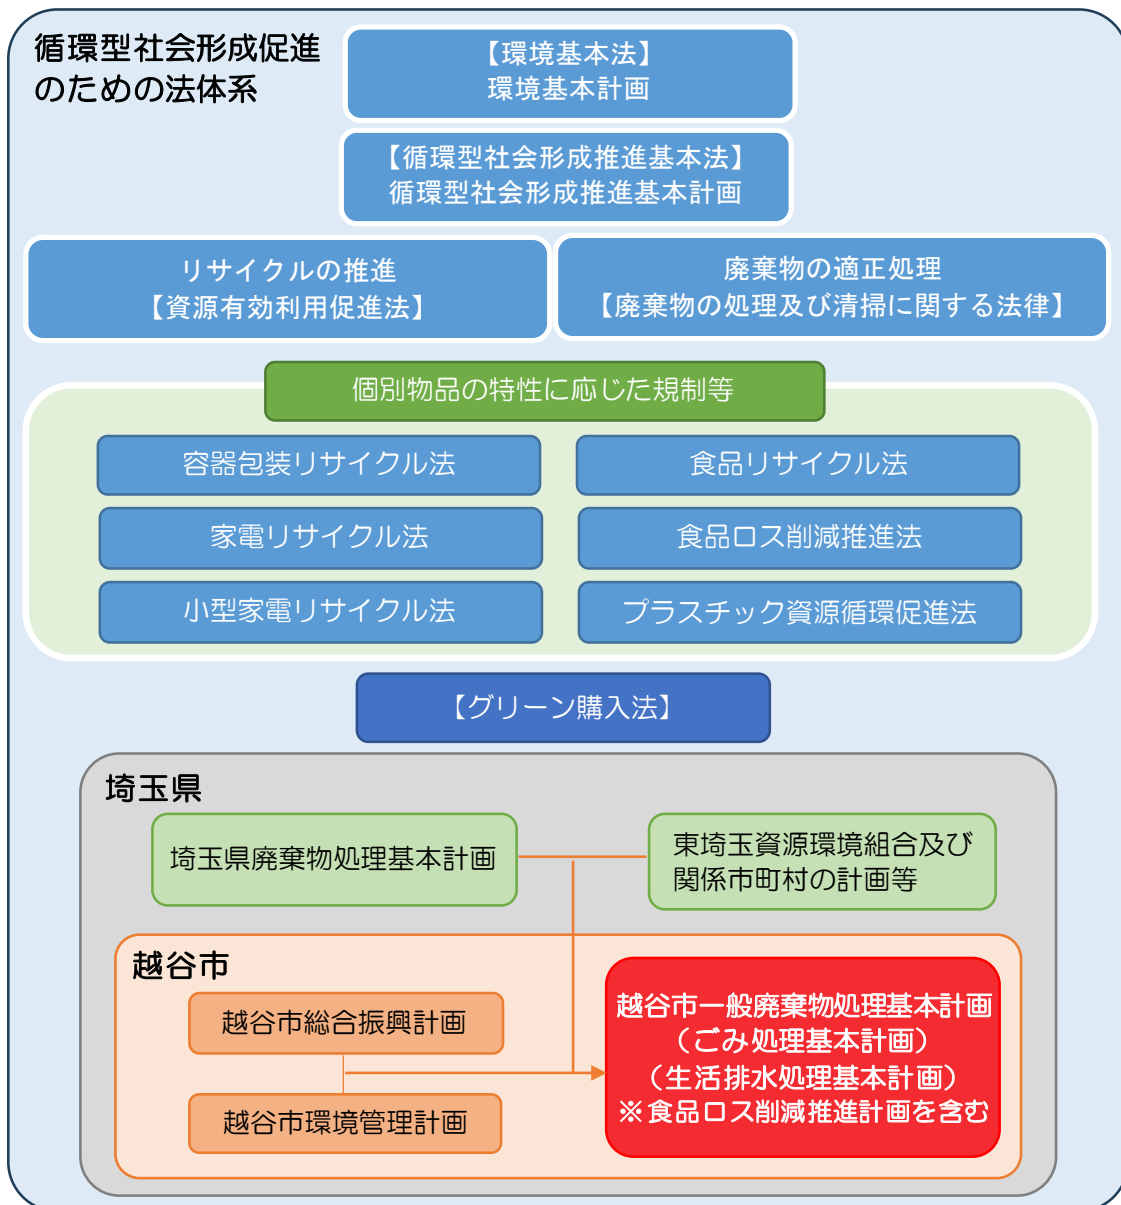 循環型社会形成促進
のための法体系
【環境基本法】
環境基本計画
【循環型社会形成推進基本法】
循環型社会形成推進基本計画
リサイクルの推進
【資源有効利用促進法】
廃棄物の適正処理
【廃棄物の処理及び清掃に関する法律】
個別物品の特性に応じた規制等
容器包装リサイクル法
食品リサイクル法
家電リサイクル法
食品ロス削減推進法
小型家電リサイクル法
プラスチック資源循環促進法
【グリーン購入法】
埼玉県
埼玉県廃棄物処理基本計画
東埼玉資源環境組合及び
関係市町村の計画等
越谷市
越谷市総合振興計画
越谷市環境管理計画
越谷市一般廃棄物処理基本計画
（ごみ処理基本計画）
（生活排水処理基本計画）
※食品ロス削減推進計画を含む